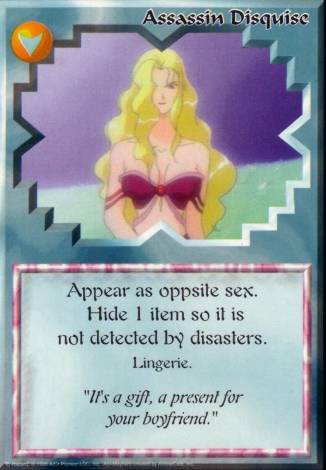 Assassin Disquise
Appear as oppsite sex.
Hide 1 item so it is
not detected by disasters.
Lingerie.
"It's a gift, a present for
your boyfriend."